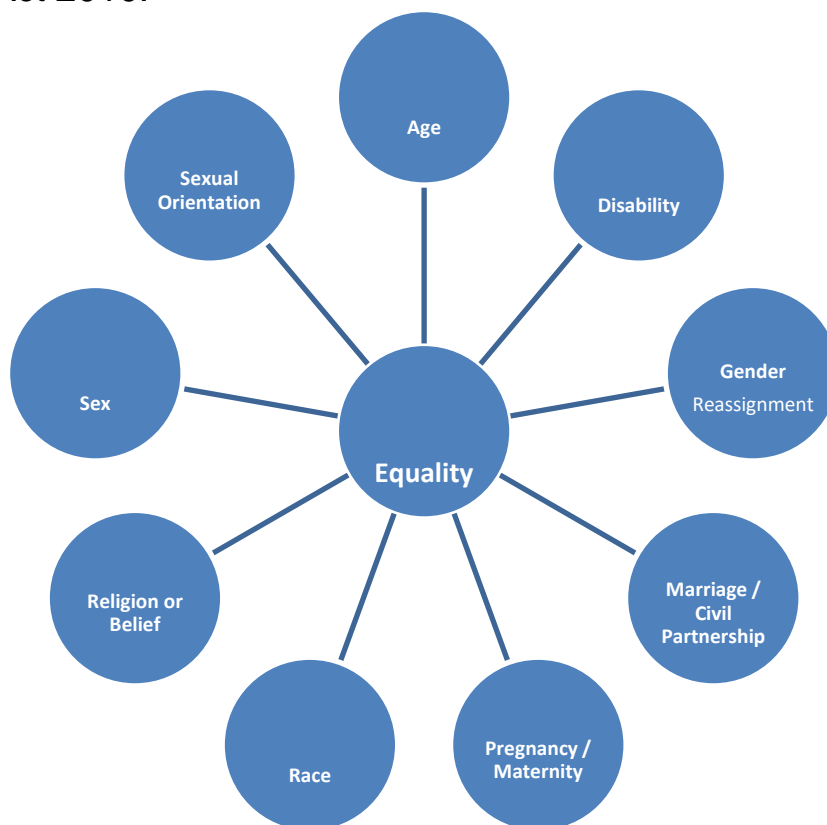 Age
Disability
Gender
Reassignment
Marriage /
Civil
Partnership
Pregnancy /
Maternity
Race
Religion or
Belief
Sex
Sexual
Orientation
Equality